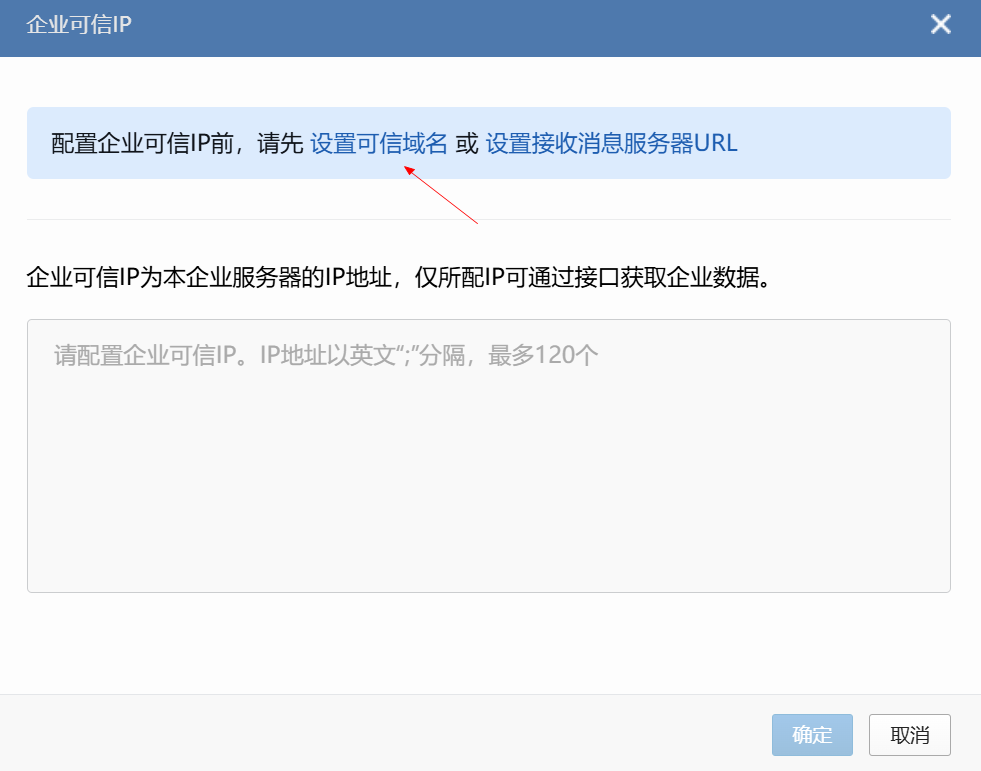 企业可信IP
配置企业可信IP前，请先 设置可信域名 或 设置接收消息服务器URL
企业可信IP为本企业服务器的IP地址，仅所配IP可通过接口获取企业数据。
请配置企业可信IP。IP地址以英文“;”分隔，最多120个
确定 取消